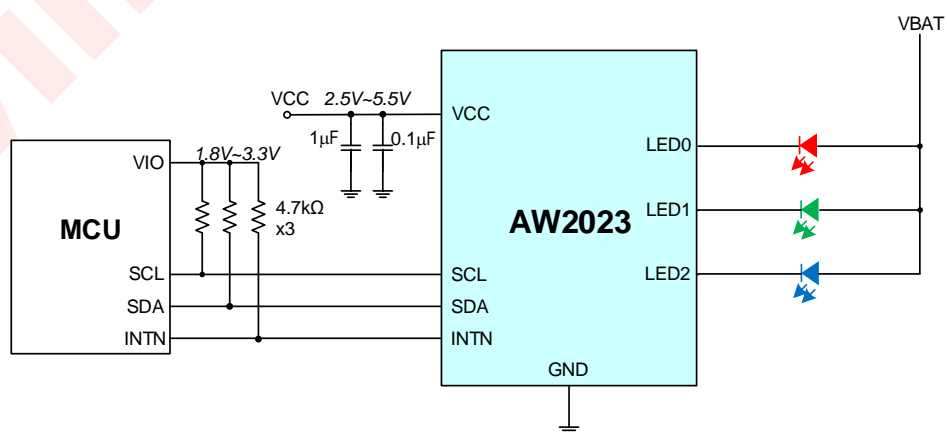 VBAT
VCC 2.5V~5.5V
VCC
1μF
0.1μF
LED0
1.8V~3.3V
VIO
4.7kΩ
x3
LED1
MCU
AW2023
SCL
SCL
LED2
SDA
SDA
INTN
INTN
GND